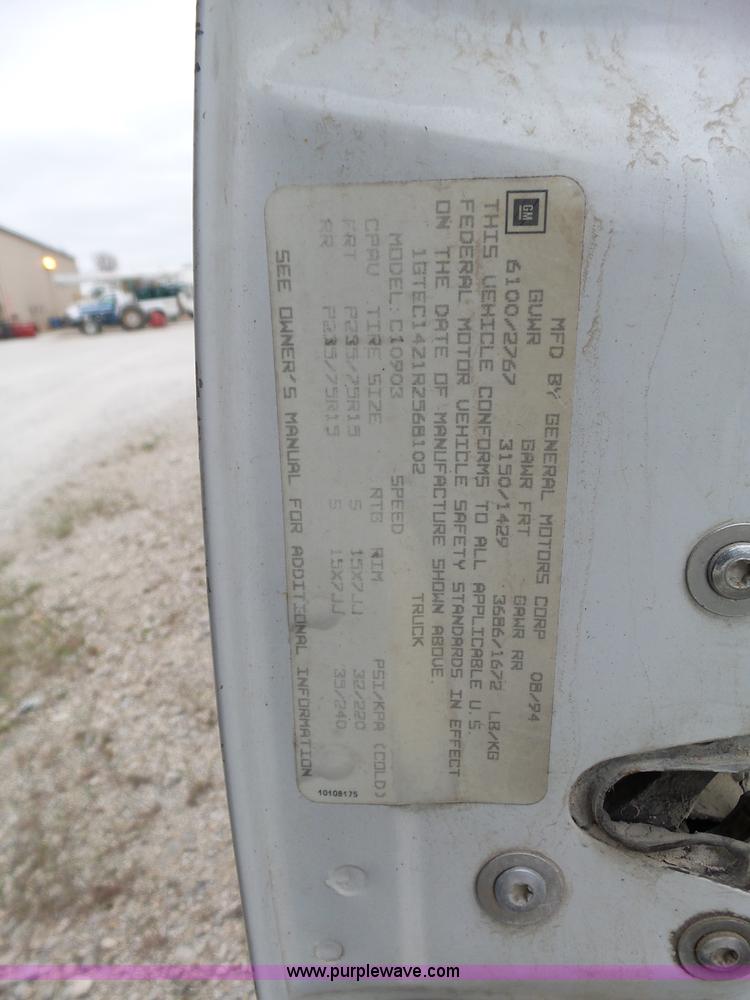 GM
MFD BY GENERAL MOTORS CORP 08/94
GVWR GAWR FRT GAWR RR
6100/2767 3150/1429 3686/1672 LB/KG
THIS VEHICLE CONFORMS TO ALL APPLICABLE U.S.
FEDERAL MOTOR VEHICLE SAFETY STANDARDS IN EFFECT
ON THE DATE OF MANUFACTURE SHOWN ABOVE.
1GTEC1421RZ568102 TRUCK
MODEL: C10903 SPEED
CPAY TIRE SIZE RTG RIM PSI/KPA (COLD)
FRT P235/75R15 S 15X7JJ 32/220
RR P235/75R15 S 15X7JJ 35/240
SEE OWNER'S MANUAL FOR ADDITIONAL INFORMATION
10108175
www.purplewave.com